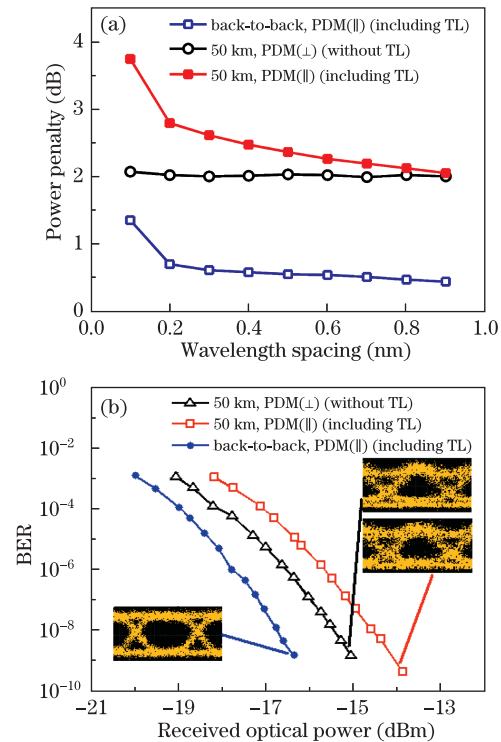 (a)
back-to-back, PDM(∥) (including TL)
50 km, PDM(⊥) (without TL)
50 km, PDM(∥) (including TL)
Power penalty (dB)
4
3
2
1
0
0.0 0.2 0.4 0.6 0.8 1.0
Wavelength spacing (nm)
(b)
50 km, PDM(⊥) (without TL)
50 km, PDM(∥) (including TL)
back-to-back, PDM(∥) (including TL)
BER
10⁰
10⁻²
10⁻⁴
10⁻⁶
10⁻⁸
10⁻¹⁰
−21 −19 −17 −15 −13
Received optical power (dBm)